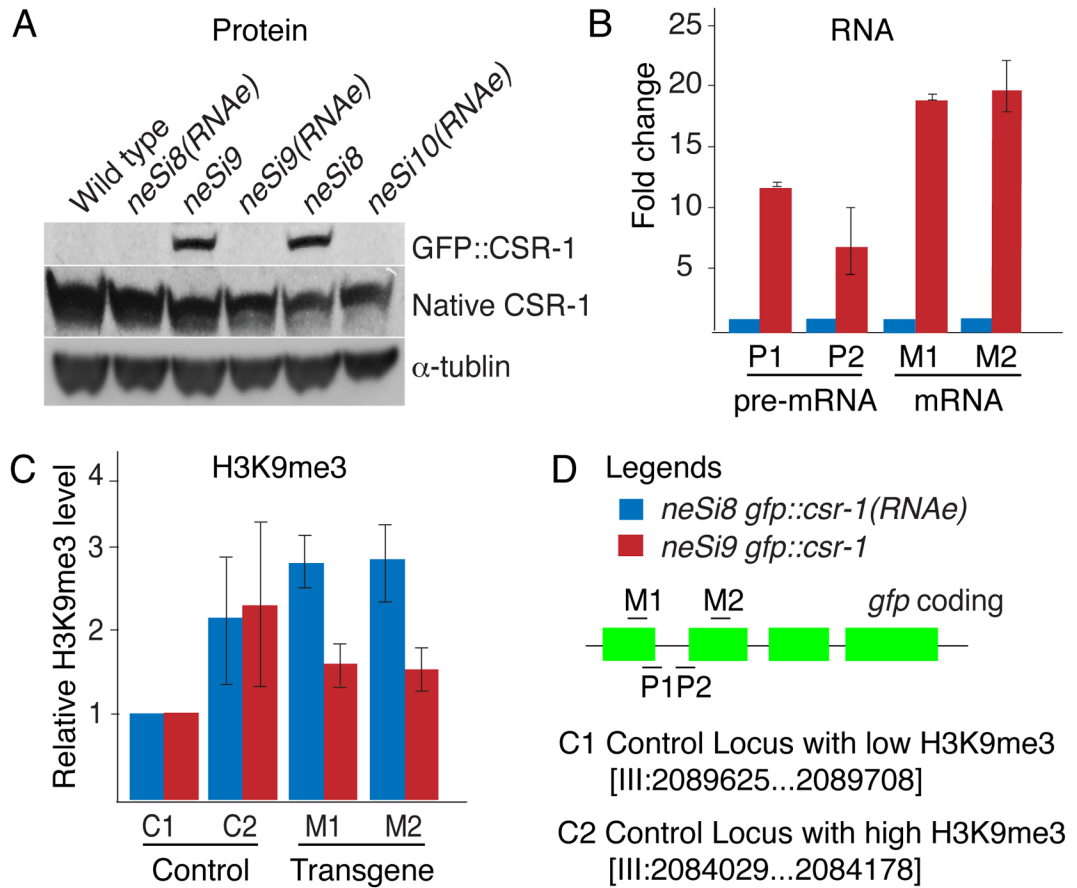 A
Protein
Wild type
neSi8(RNAe)
neSi9
neSi9(RNAe)
neSi8
neSi10(RNAe)
GFP::CSR-1
Native CSR-1
α-tublin
B
RNA
Fold change
25
20
15
10
5
P1 P2 M1 M2
pre-mRNA mRNA
C
H3K9me3
Relative H3K9me3 level
4
3
2
1
C1 C2 M1 M2
Control Transgene
D Legends
neSi8 gfp::csr-1(RNAe)
neSi9 gfp::csr-1
M1 M2 gfp coding
P1 P2
C1 Control Locus with low H3K9me3
[III:2089625...2089708]
C2 Control Locus with high H3K9me3
[III:2084029...2084178]